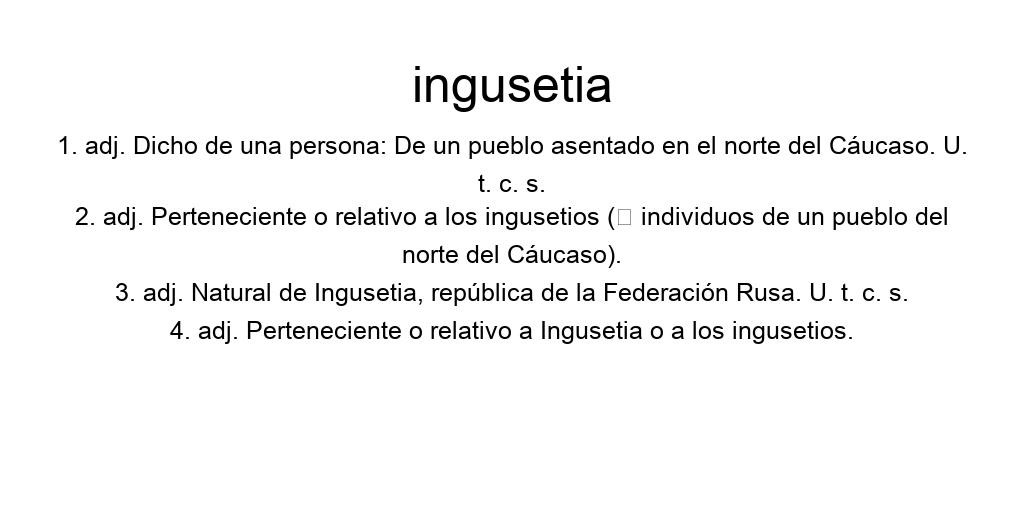 ingusetia
1. adj. Dicho de una persona: De un pueblo asentado en el norte del Cáucaso. U.
t. c. s.
2. adj. Perteneciente o relativo a los ingusetios (□ individuos de un pueblo del
norte del Cáucaso).
3. adj. Natural de Ingusetia, república de la Federación Rusa. U. t. c. s.
4. adj. Perteneciente o relativo a Ingusetia o a los ingusetios.